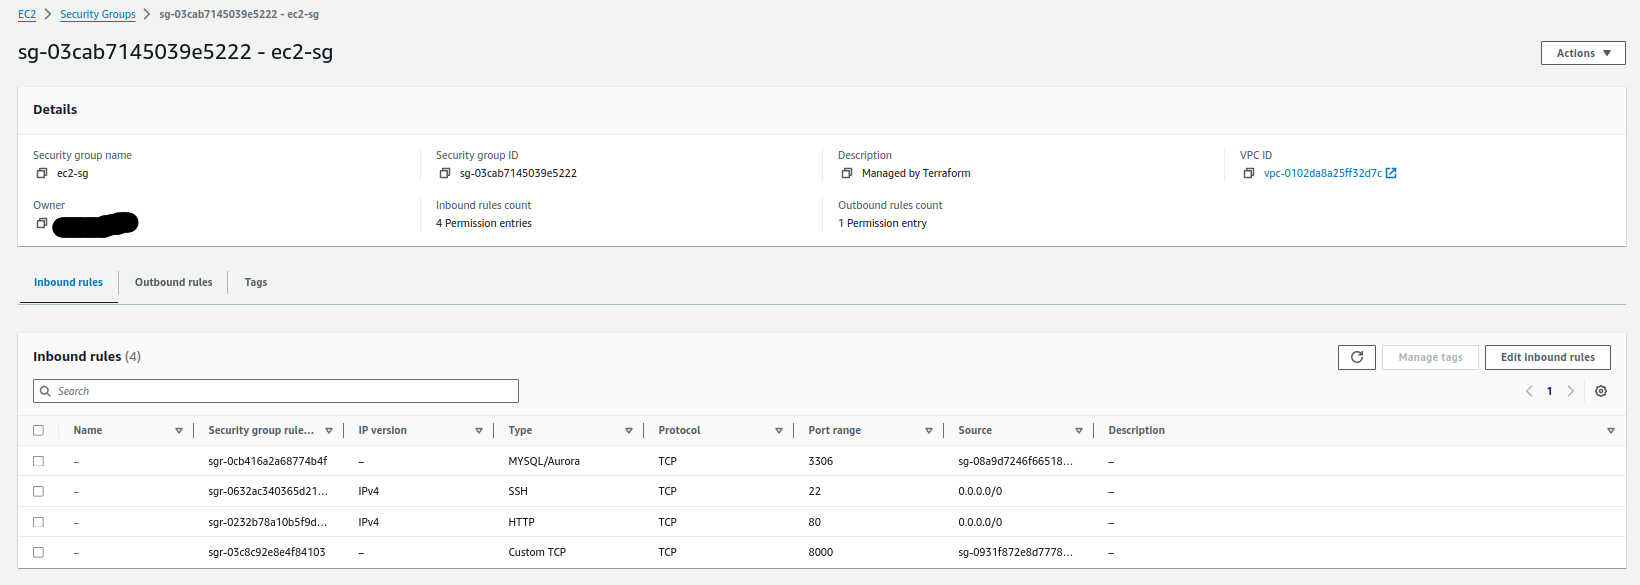 EC2 > Security Groups > sg-03cab7145039e5222 - ec2-sg
sg-03cab7145039e5222 - ec2-sg
Actions
Details
Security group name
ec2-sg
Security group ID
sg-03cab7145039e5222
Description
Managed by Terraform
VPC ID
vpc-0102da8a25ff32d7c
Owner
Inbound rules count
4 Permission entries
Outbound rules count
1 Permission entry
Inbound rules Outbound rules Tags
Inbound rules (4)
Manage tags Edit inbound rules
Search
1
Name Security group rule... IP version Type Protocol Port range Source Description
– sgr-0cb416a2a68774b4f – MYSQL/Aurora TCP 3306 sg-08a9d7246f66518... –
– sgr-0632ac340365d21... IPv4 SSH TCP 22 0.0.0.0/0 –
– sgr-0232b78a10b5f9d... IPv4 HTTP TCP 80 0.0.0.0/0 –
– sgr-03c8c92e8e4f84103 – Custom TCP TCP 8000 sg-0931f872e8d7778... –